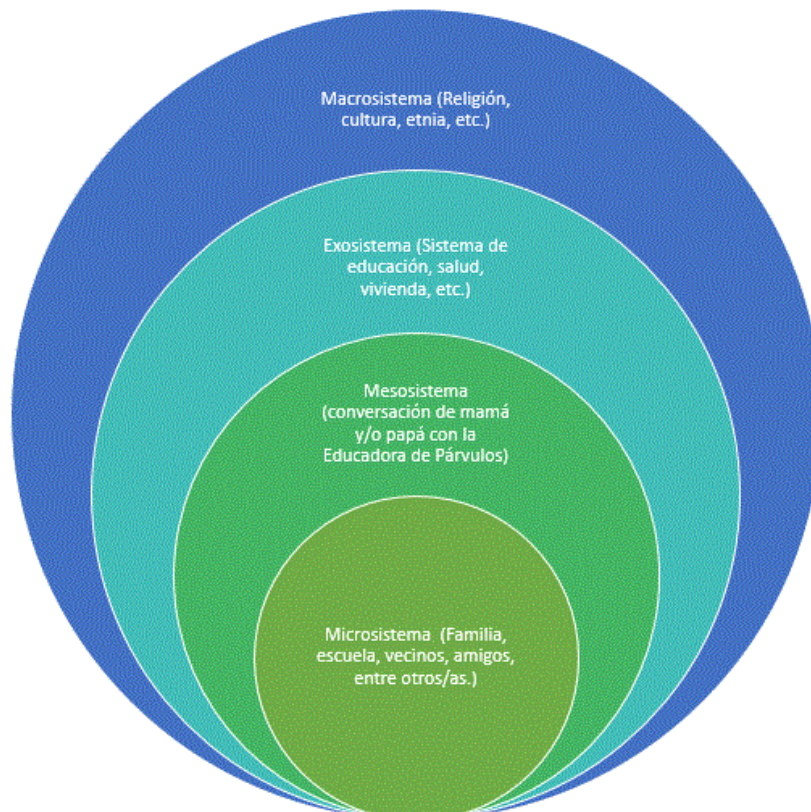 Macrosistema (Religión,
cultura, etnia, etc.)
Exosistema (Sistema de
educación, salud,
vivienda, etc.)
Mesosistema
(conversación de mamá
y/o papá con la
Educadora de Párvulos)
Microsistema  (Familia,
escuela, vecinos, amigos,
entre otros/as.)